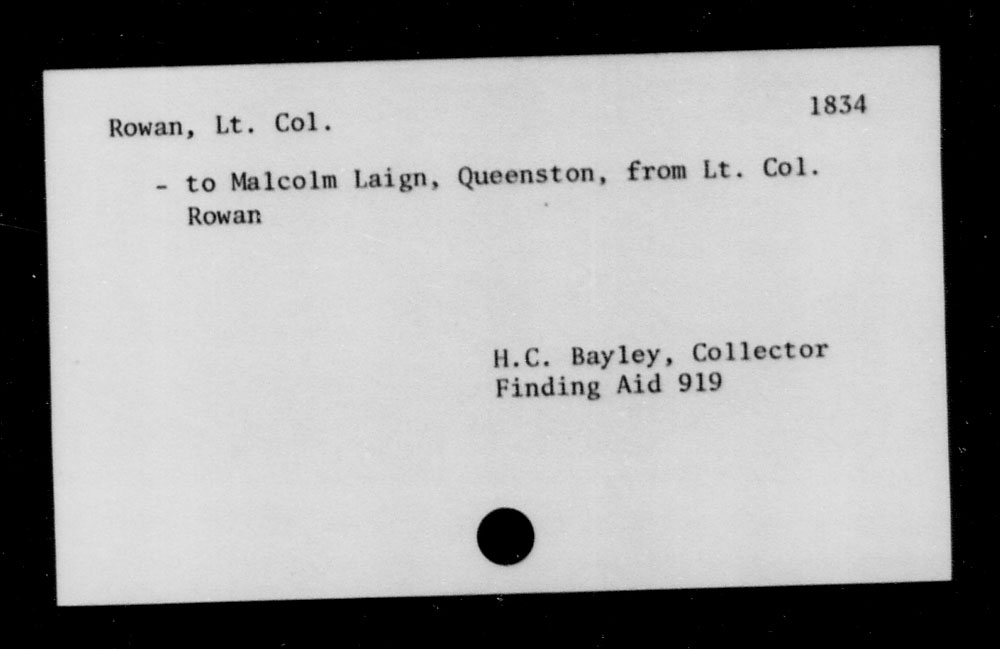 1834
Rowan, Lt. Col.
- to Malcolm Laign, Queenston, from Lt. Col.
Rowan
H.C. Bayley, Collector
Finding Aid 919